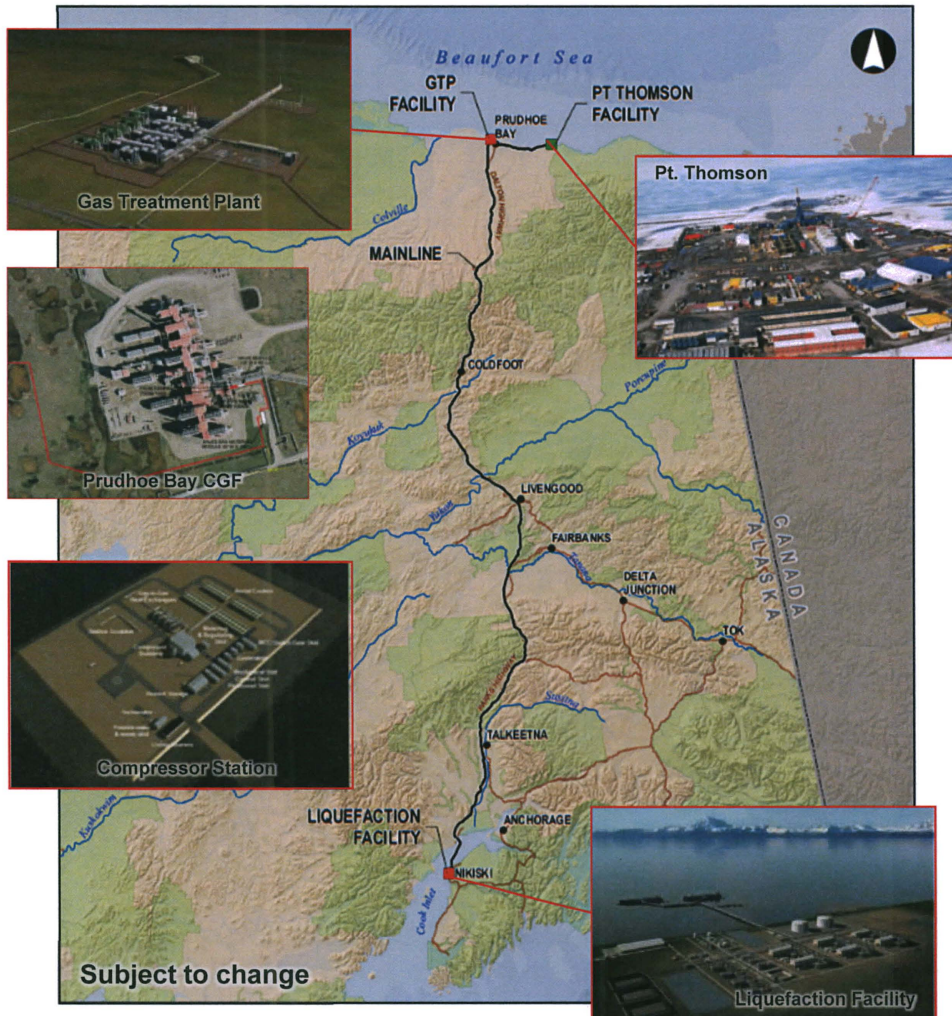 Beaufort Sea
GTP
FACILITY
PRUDHOE
BAY
PT THOMSON
FACILITY
Gas Treatment Plant
Pt. Thomson
Colville
DALTON HIGHWAY
MAINLINE
COLDFOOT
Porcupine
Koyukuk
Prudhoe Bay CGF
Yukon
LIVENGOOD
FAIRBANKS
Tanana
DELTA
JUNCTION
TOK
CANADA
ALASKA
Compressor Station
Susitna
TALKEETNA
Kuskokwim
LIQUEFACTION
FACILITY
ANCHORAGE
NIKISKI
Cook Inlet
Subject to change
Liquefaction Facility